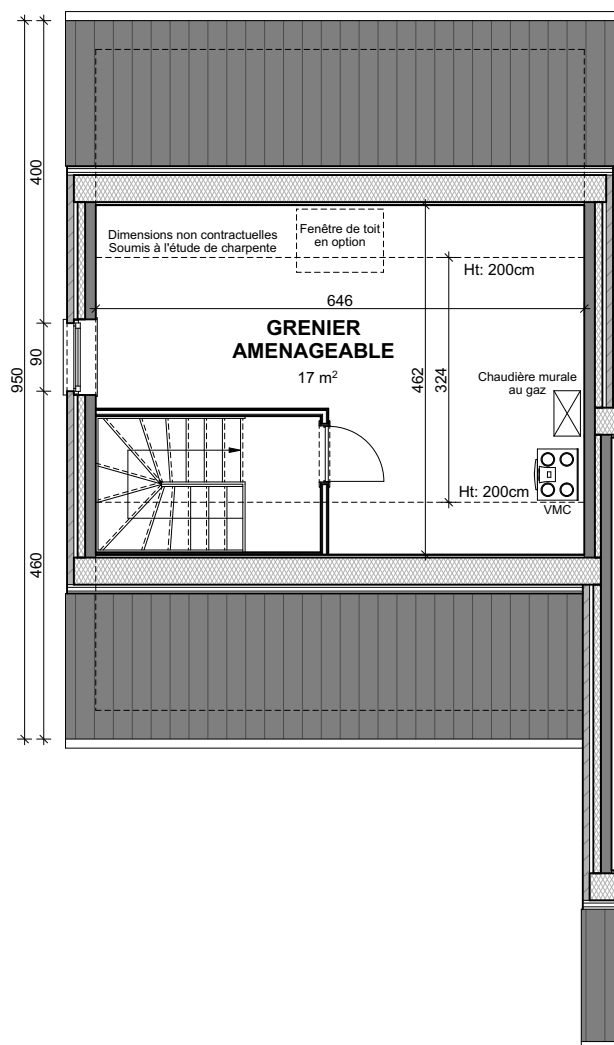 400
90
950
460
Dimensions non contractuelles
Soumis à l'étude de charpente
Fenêtre de toit
en option
Ht: 200cm
646
GRENIER
AMENAGEABLE
17 m²
462
324
Chaudière murale
au gaz
Ht: 200cm
VMC